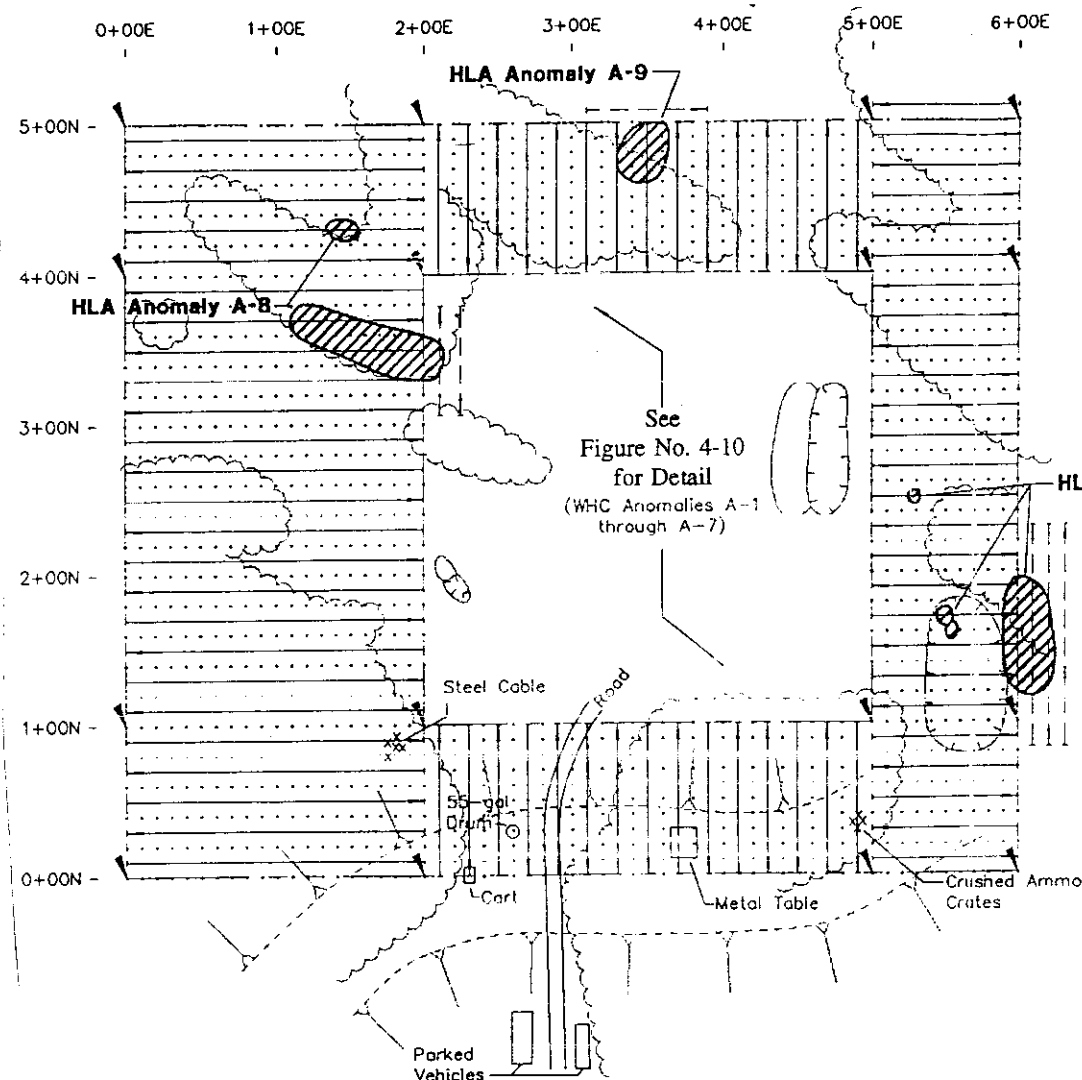 0+00E
1+00E
2+00E
3+00E
4+00E
5+00E
6+00E
HLA Anomaly A-9
5+00N -
4+00N -
HLA Anomaly A-8
3+00N -
See
Figure No. 4-10
for Detail
(WHC Anomalies A-1
through A-7)
HL
2+00N -
Steel Cable
Road
1+00N -
55-gal
Drum
0+00N -
Cart
Metal Table
Crushed Ammo
Crates
Parked
Vehicles